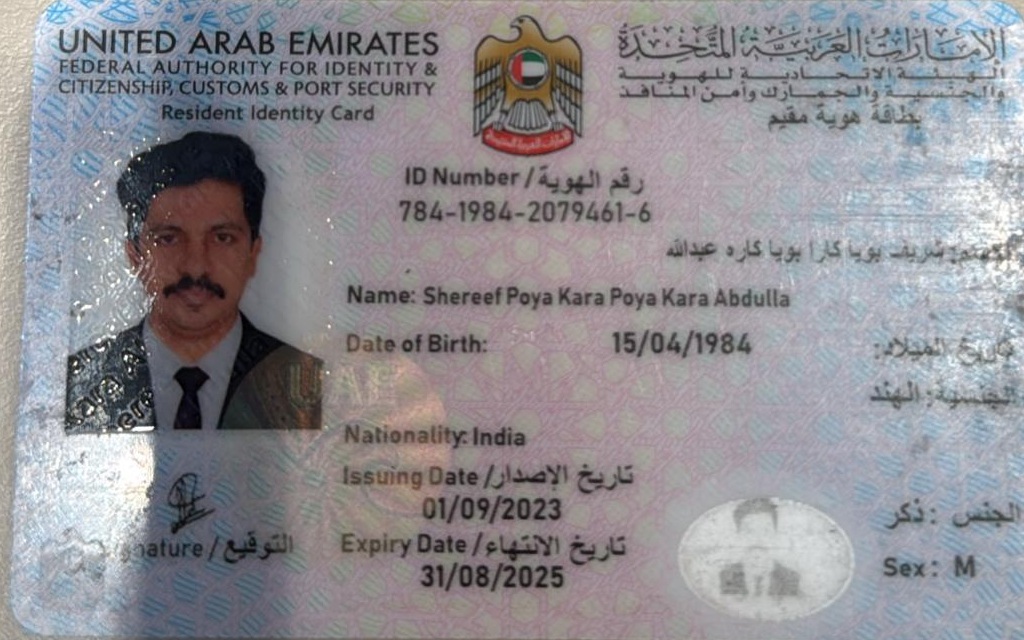 UNITED ARAB EMIRATES
FEDERAL AUTHORITY FOR IDENTITY &
CITIZENSHIP, CUSTOMS & PORT SECURITY
Resident Identity Card
الإمارات العربية المتحدة
الهيئة الاتحادية للهوية
والجنسية والجمارك وأمن المنافذ
بطاقة هوية مقيم
ID Number / رقم الهوية
784-1984-2079461-6
الإسم: شريف بويا كارا بويا كاره عبدالله
Name: Shereef Poya Kara Poya Kara Abdulla
Date of Birth: 15/04/1984 تاريخ الميلاد:
الجنسية: الهند
UAE
Nationality: India
Issuing Date / تاريخ الإصدار
01/09/2023
الجنس : ذكر
Signature / التوقيع
Expiry Date / تاريخ الانتهاء
31/08/2025
Sex: M